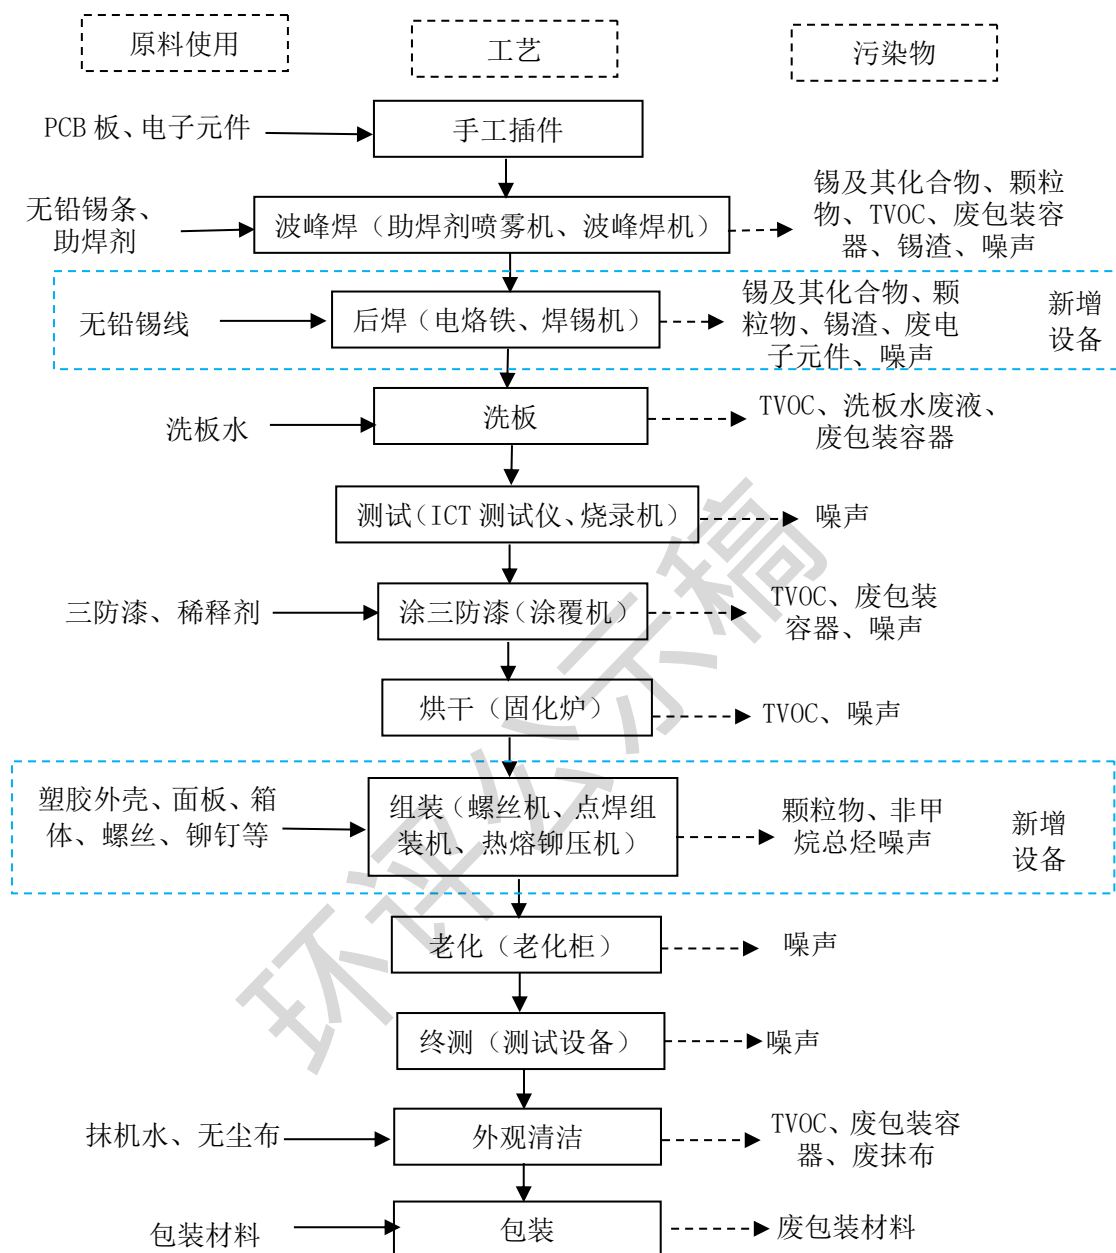 原料使用
工艺
污染物
PCB 板、电子元件
手工插件
无铅锡条、
助焊剂
波峰焊（助焊剂喷雾机、波峰焊机）
锡及其化合物、颗粒
物、TVOC、废包装容
器、锡渣、噪声
无铅锡线
后焊（电烙铁、焊锡机）
锡及其化合物、颗
粒物、锡渣、废电
子元件、噪声
新增
设备
洗板水
洗板
TVOC、洗板水废液、
废包装容器
测试（ICT 测试仪、烧录机）
噪声
三防漆、稀释剂
涂三防漆（涂覆机）
TVOC、废包装
容器、噪声
烘干（固化炉）
TVOC、噪声
塑胶外壳、面板、箱
体、螺丝、铆钉等
组装（螺丝机、点焊组
装机、热熔铆压机）
颗粒物、非甲
烷总烃噪声
新增
设备
老化（老化柜）
噪声
终测（测试设备）
噪声
抹机水、无尘布
外观清洁
TVOC、废包装容
器、废抹布
包装材料
包装
废包装材料
环评公示稿